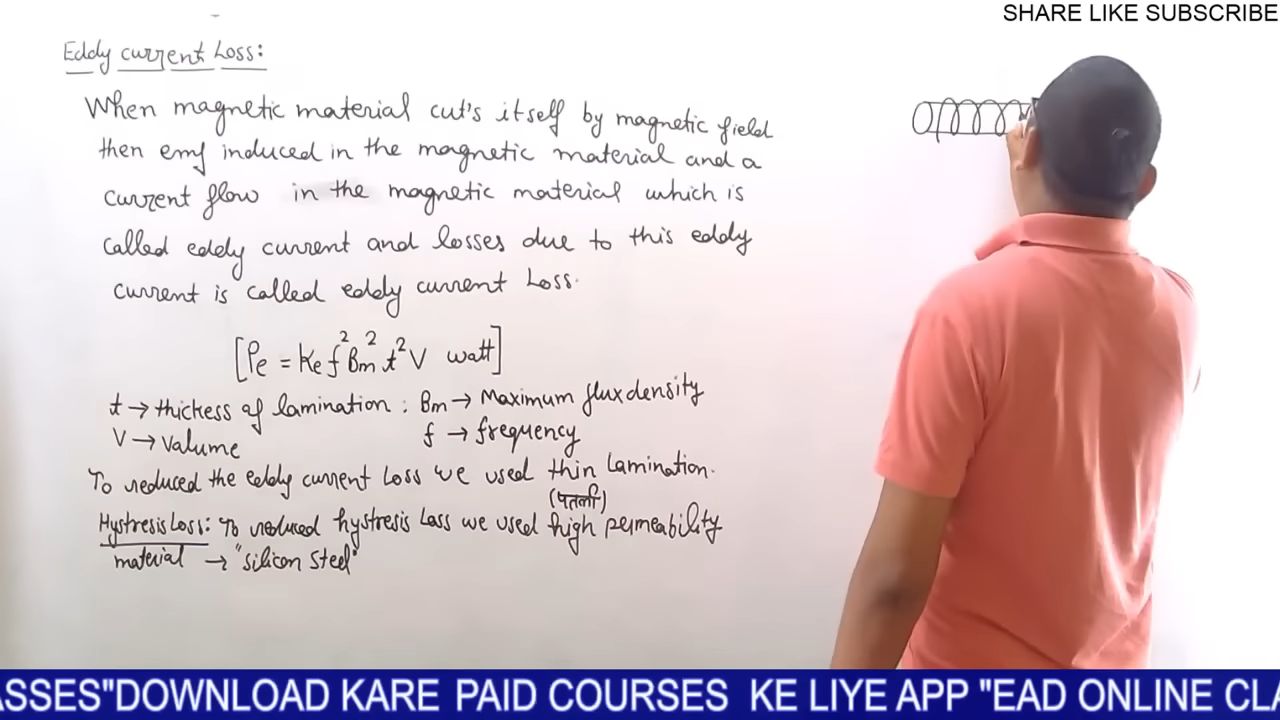 SHARE LIKE SUBSCRIBE
Eddy current Loss:
When magnetic material cut's itself by magnetic field
then emf induced in the magnetic material and a
current flow in the magnetic material which is
called eddy current and losses due to this eddy
current is called eddy current Loss.
[Pe = Ke f² Bm² t² V watt]
t → thickess of lamination : Bm → Maximum flux density
V → Valume f → frequency
To reduced the eddy current Loss we used thin Lamination.
(पतली)
Hystresis Loss: To reduced hystresis Loss we used high permeability
material → "silicon steel"
ASSES"DOWNLOAD KARE PAID COURSES KE LIYE APP "EAD ONLINE CLA